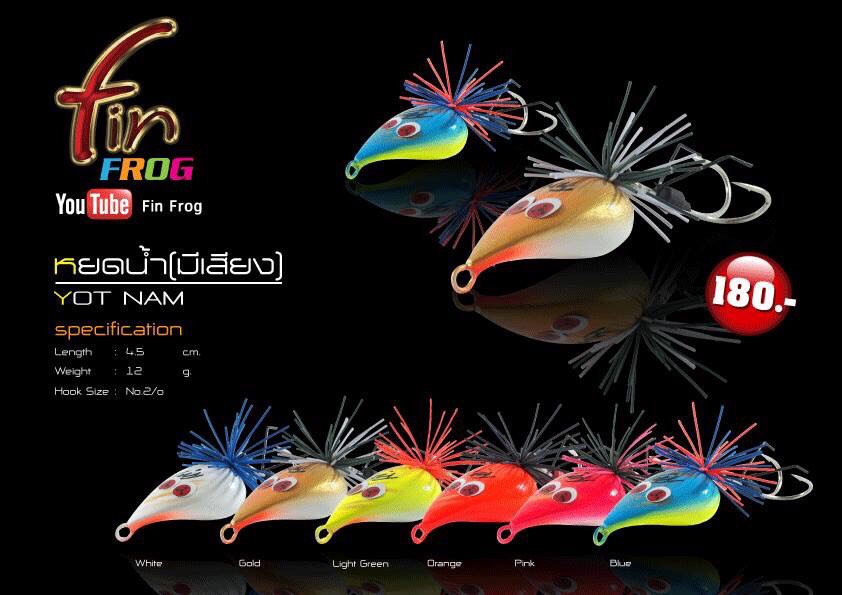 fin
FROG
YouTube Fin Frog
หยดน้ำ(มีเสียง)
YOT NAM
specification
Length : 4.5 c.m.
Weight : 12 g.
Hook Size : No.2/0
180.-
White Gold Light Green Orange Pink Blue